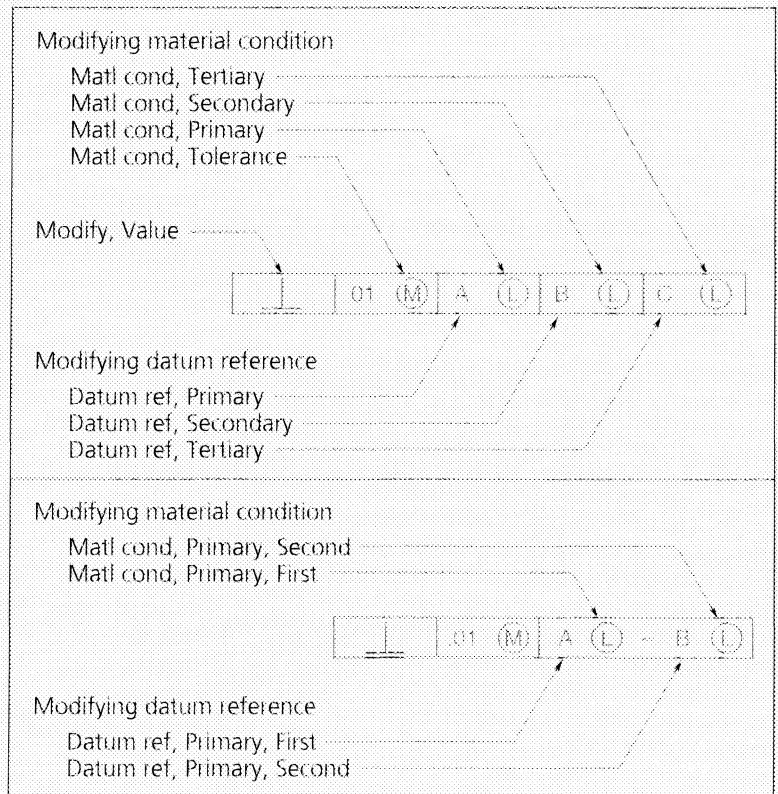 Modifying material condition
Matl cond, Tertiary
Matl cond, Secondary
Matl cond, Primary
Matl cond, Tolerance
Modify, Value
.01 Ⓜ A Ⓛ B Ⓛ C Ⓛ
Modifying datum reference
Datum ref, Primary
Datum ref, Secondary
Datum ref, Tertiary
Modifying material condition
Matl cond, Primary, Second
Matl cond, Primary, First
.01 Ⓜ A Ⓛ - B Ⓛ
Modifying datum reference
Datum ref, Primary, First
Datum ref, Primary, Second